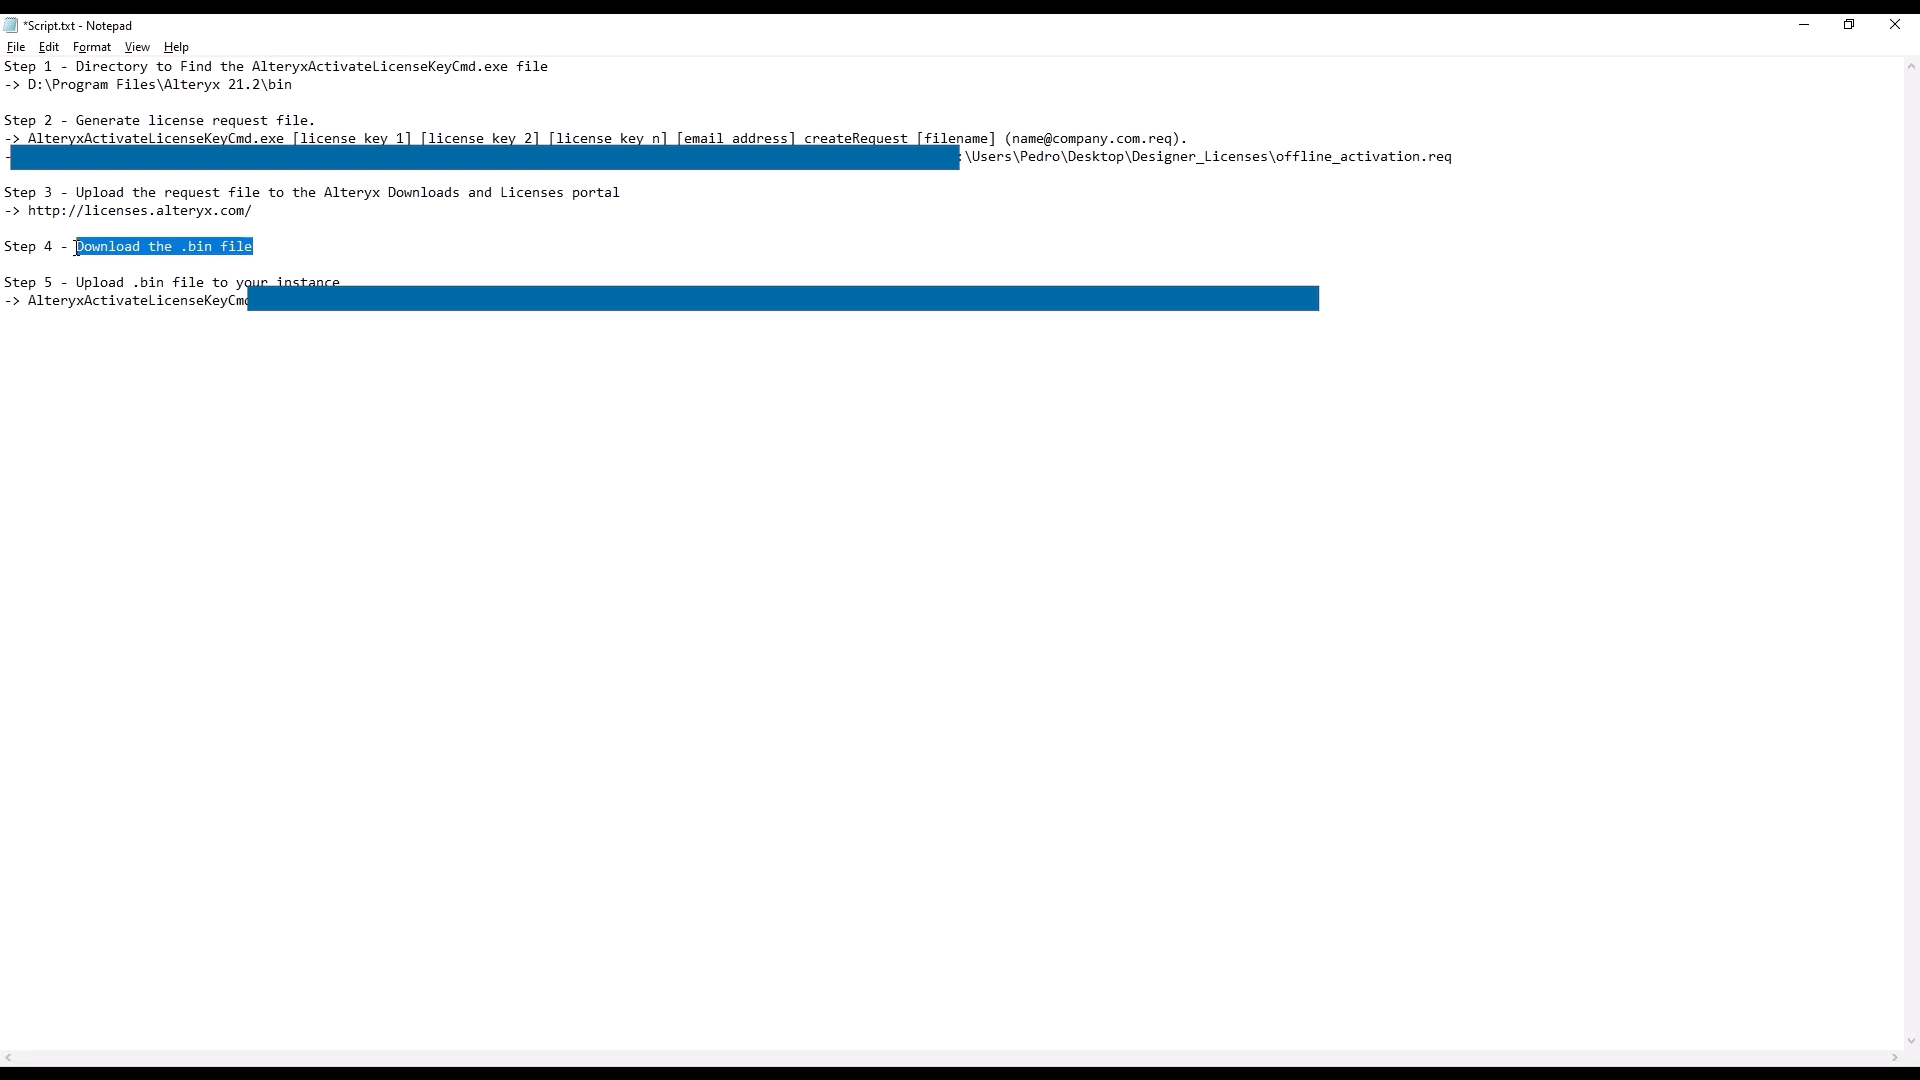 *Script.txt - Notepad
File Edit Format View Help
Step 1 - Directory to Find the AlteryxActivateLicenseKeyCmd.exe file
-> D:\Program Files\Alteryx 21.2\bin
Step 2 - Generate license request file.
-> AlteryxActivateLicenseKeyCmd.exe [license key 1] [license key 2] [license key n] [email address] createRequest [filename] (name@company.com.req).
-:\Users\Pedro\Desktop\Designer_Licenses\offline_activation.req
Step 3 - Upload the request file to the Alteryx Downloads and Licenses portal
-> http://licenses.alteryx.com/
Step 4 - Download the .bin file
Step 5 - Upload .bin file to your instance
-> AlteryxActivateLicenseKeyCmd